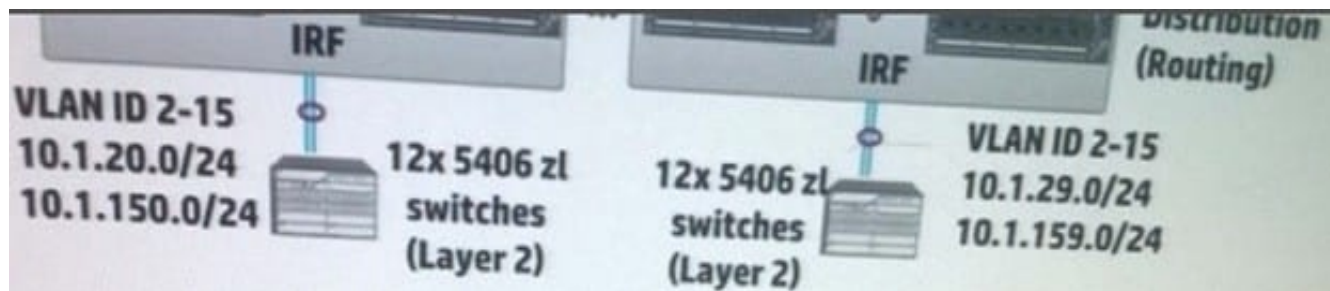 IRF
VLAN ID 2-15
10.1.20.0/24
10.1.150.0/24
12x 5406 zl
switches
(Layer 2)
Distribution
(Routing)
IRF
12x 5406 zl
switches
(Layer 2)
VLAN ID 2-15
10.1.29.0/24
10.1.159.0/24